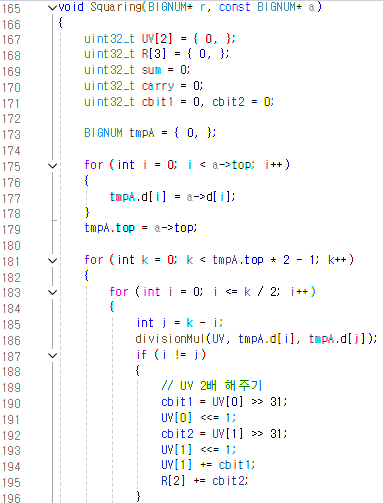 165 void Squaring(BIGNUM* r, const BIGNUM* a)
166 {
167 uint32_t UV[2] = { 0, };
168 uint32_t R[3] = { 0, };
169 uint32_t sum = 0;
170 uint32_t carry = 0;
171 uint32_t cbit1 = 0, cbit2 = 0;
172
173 BIGNUM tmpA = { 0, };
174
175 for (int i = 0; i < a->top; i++)
176 {
177 tmpA.d[i] = a->d[i];
178 }
179 tmpA.top = a->top;
180
181 for (int k = 0; k < tmpA.top * 2 - 1; k++)
182 {
183 for (int i = 0; i <= k / 2; i++)
184 {
185 int j = k - i;
186 divisionMul(UV, tmpA.d[i], tmpA.d[j]);
187 if (i != j)
188 {
189 // UV 2배 해주기
190 cbit1 = UV[0] >> 31;
191 UV[0] <<= 1;
192 cbit2 = UV[1] >> 31;
193 UV[1] <<= 1;
194 UV[1] += cbit1;
195 R[2] += cbit2;
196 }